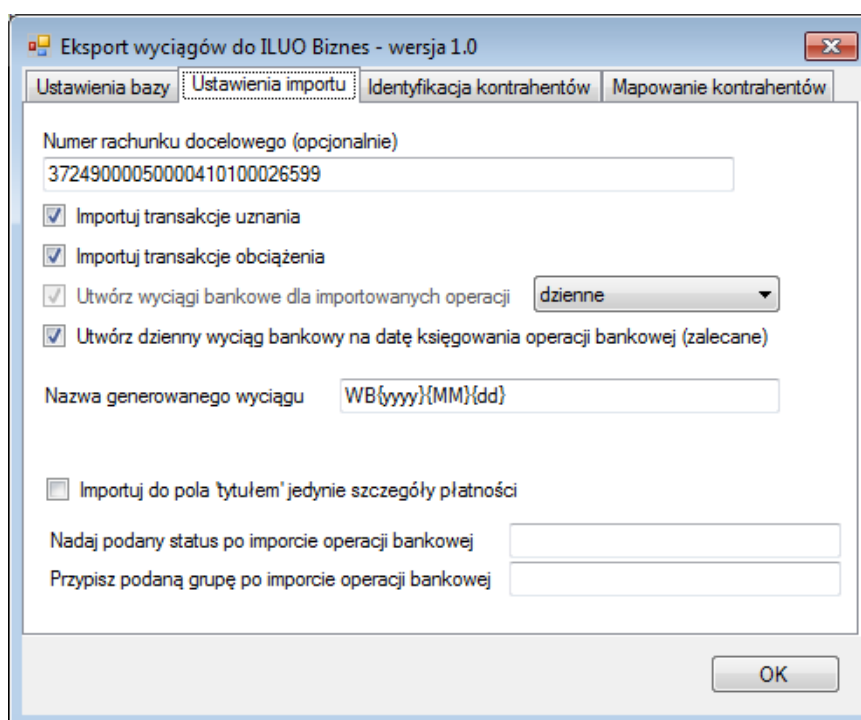 Eksport wyciągów do ILUO Biznes - wersja 1.0
Ustawienia bazy Ustawienia importu Identyfikacja kontrahentów Mapowanie kontrahentów
Numer rachunku docelowego (opcjonalnie)
37249000050000410100026599
Importuj transakcje uznania
Importuj transakcje obciążenia
Utwórz wyciągi bankowe dla importowanych operacji dzienne
Utwórz dzienny wyciąg bankowy na datę księgowania operacji bankowej (zalecane)
Nazwa generowanego wyciągu WB{yyyy}{MM}{dd}
Importuj do pola 'tytułem' jedynie szczegóły płatności
Nadaj podany status po imporcie operacji bankowej
Przypisz podaną grupę po imporcie operacji bankowej
OK